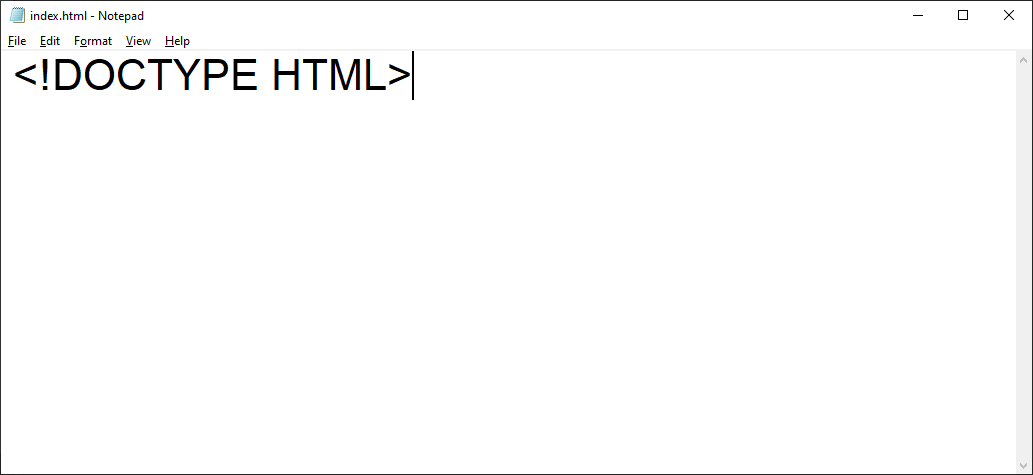 index.html - Notepad
File Edit Format View Help
<!DOCTYPE HTML>